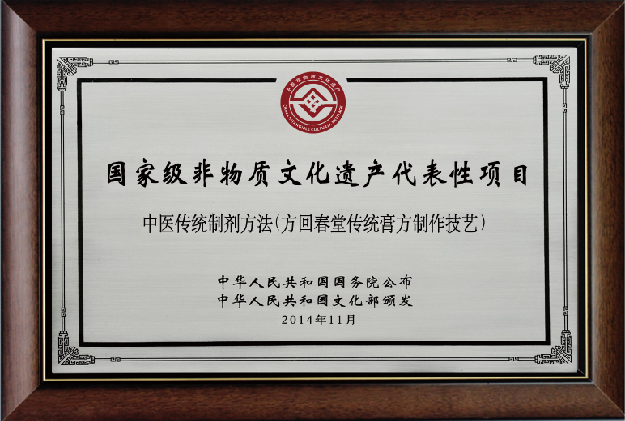 国家级非物质文化遗产代表性项目
中医传统制剂方法(方回春堂传统膏方制作技艺)
中华人民共和国国务院公布
中华人民共和国文化部颁发
2014年11月